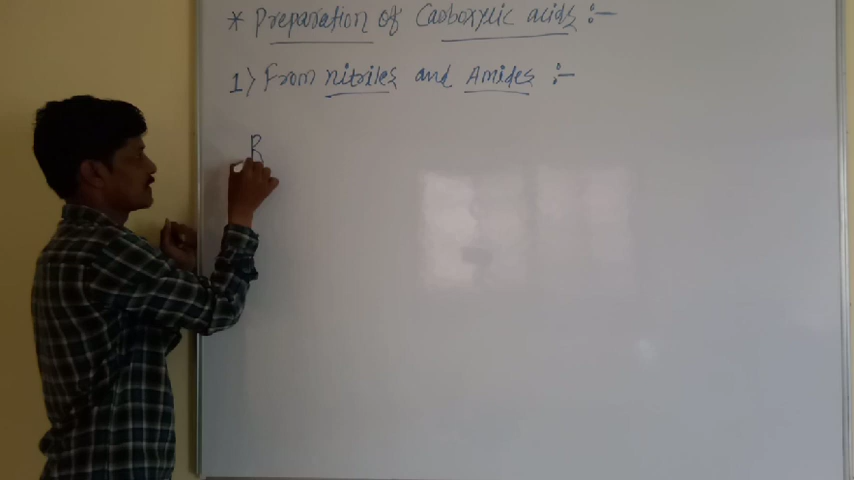 * Preparation of Carboxylic acids :-
1) From nitriles and Amides :-
R